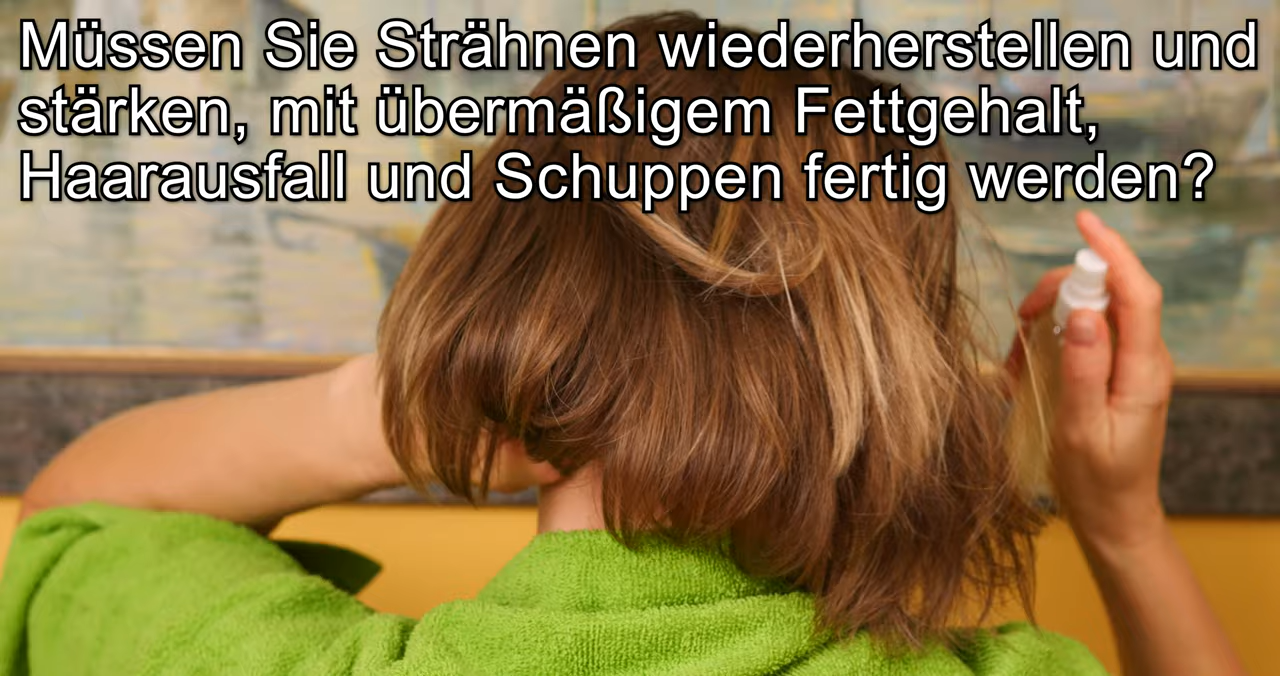 Müssen Sie Strähnen wiederherstellen und
stärken, mit übermäßigem Fettgehalt,
Haarausfall und Schuppen fertig werden?